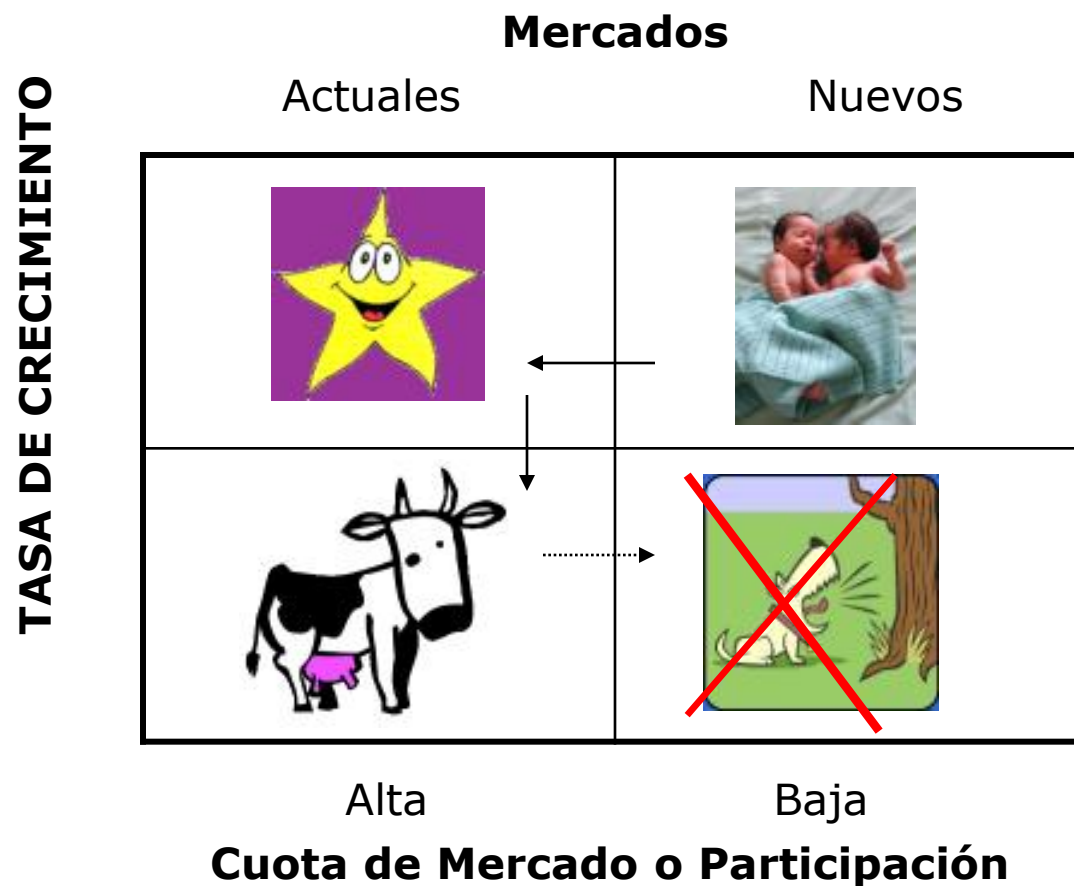 Mercados
Actuales Nuevos
TASA DE CRECIMIENTO
Alta Baja
Cuota de Mercado o Participación